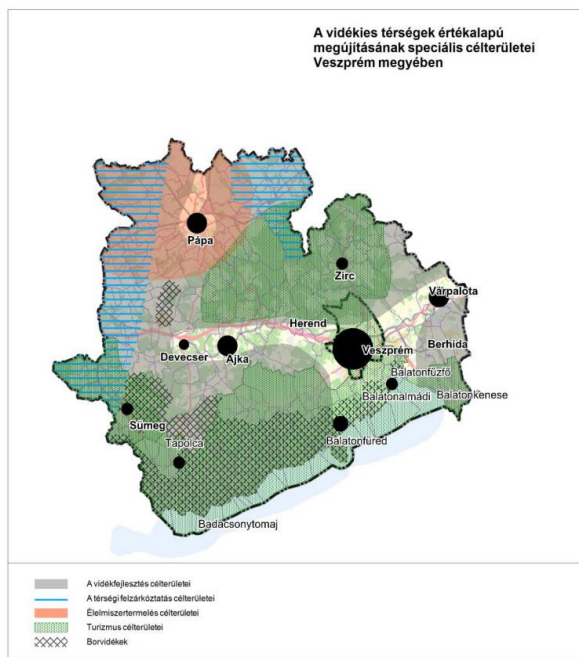 A vidékies térségek értékalapú
megújításának speciális célterületei
Veszprém megyében
Pápa
Zirc
Várpalota
Herend
Devecser
Ajka
Veszprém
Berhida
Balatonfűzfő
Balatonalmádi
Balatonkenese
Sümeg
Tapolca
Balatonfüred
Badacsonytomaj
A vidékfejlesztés célterületei
A térségi felzárkóztatás célterületei
Élelmiszertermelés célterületei
Turizmus célterületei
Borvidékek